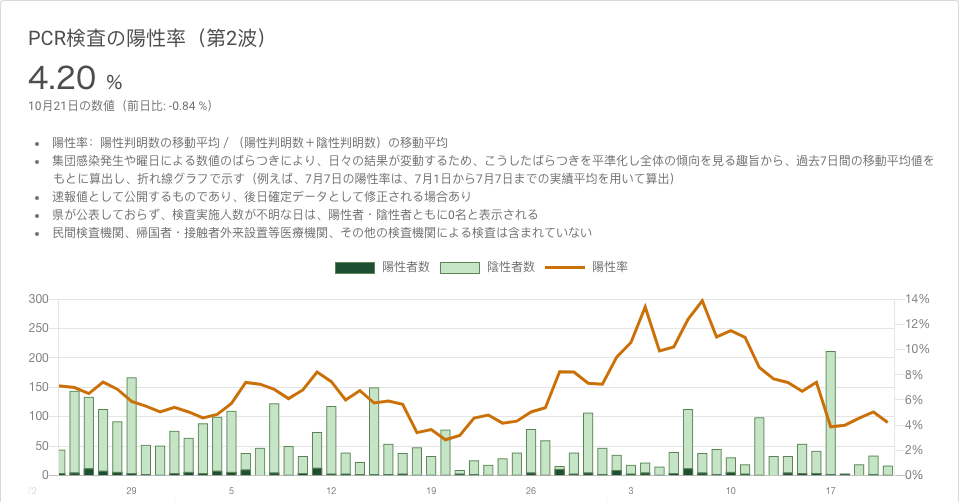 PCR検査の陽性率（第2波）
4.20 %
10月21日の数値（前日比: -0.84 %）
• 陽性率：陽性判明数の移動平均 / （陽性判明数＋陰性判明数）の移動平均
• 集団感染発生や曜日による数値のばらつきにより、日々の結果が変動するため、こうしたばらつきを平準化し全体の傾向を見る趣旨から、過去7日間の移動平均値を
もとに算出し、折れ線グラフで示す（例えば、7月7日の陽性率は、7月1日から7月7日までの実績平均を用いて算出）
• 速報値として公開するものであり、後日確定データとして修正される場合あり
• 県が公表しておらず、検査実施人数が不明な日は、陽性者・陰性者ともに0名と表示される
• 民間検査機関、帰国者・接触者外来設置等医療機関、その他の検査機関による検査は含まれていない
陽性者数 陰性者数 陽性率
300 14%
250 12%
200 10%
150 8%
100 6%
50 4%
0 2%
0%
22 29 5 12 19 26 3 10 17